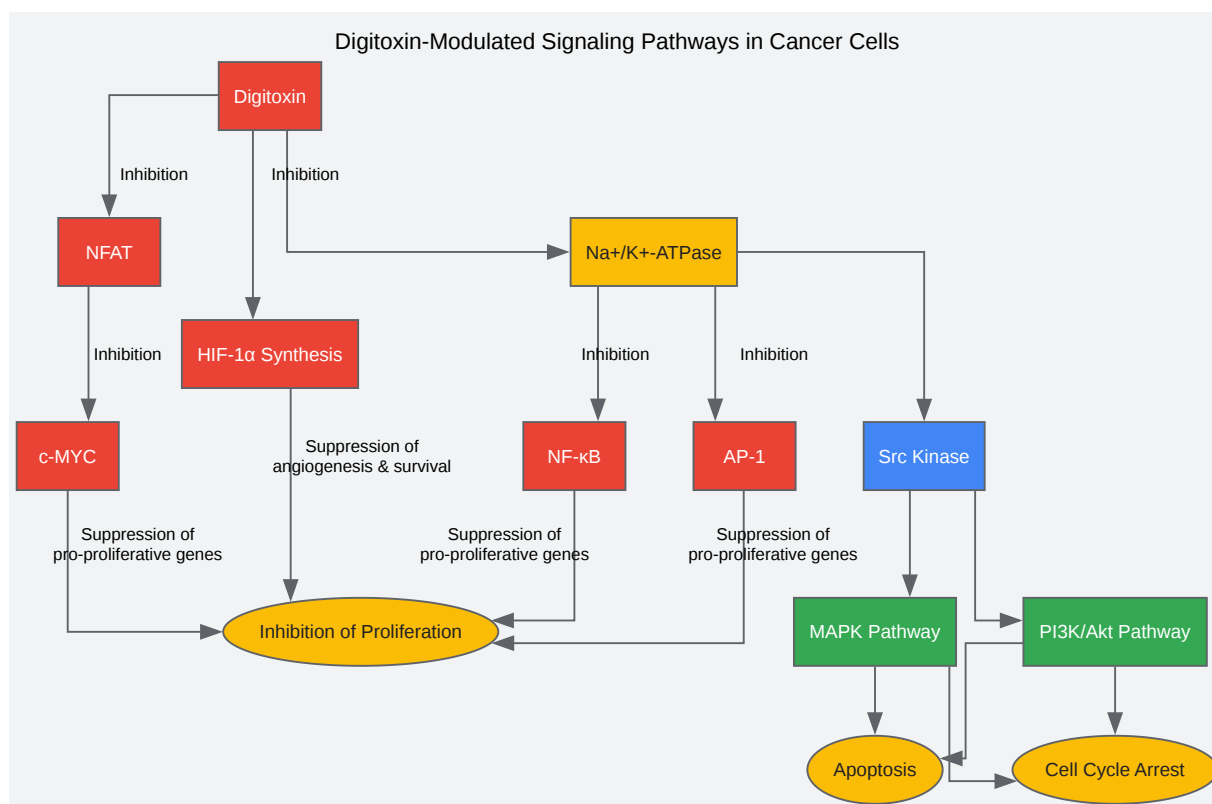 Digitoxin-Modulated Signaling Pathways in Cancer Cells
Digitoxin
Inhibition
Inhibition
NFAT
Na+/K+-ATPase
Inhibition
HIF-1α Synthesis
Inhibition
Inhibition
c-MYC
Suppression of
angiogenesis & survival
NF-κB
AP-1
Src Kinase
Suppression of
pro-proliferative genes
Suppression of
pro-proliferative genes
Suppression of
pro-proliferative genes
Inhibition of Proliferation
MAPK Pathway
PI3K/Akt Pathway
Apoptosis
Cell Cycle Arrest